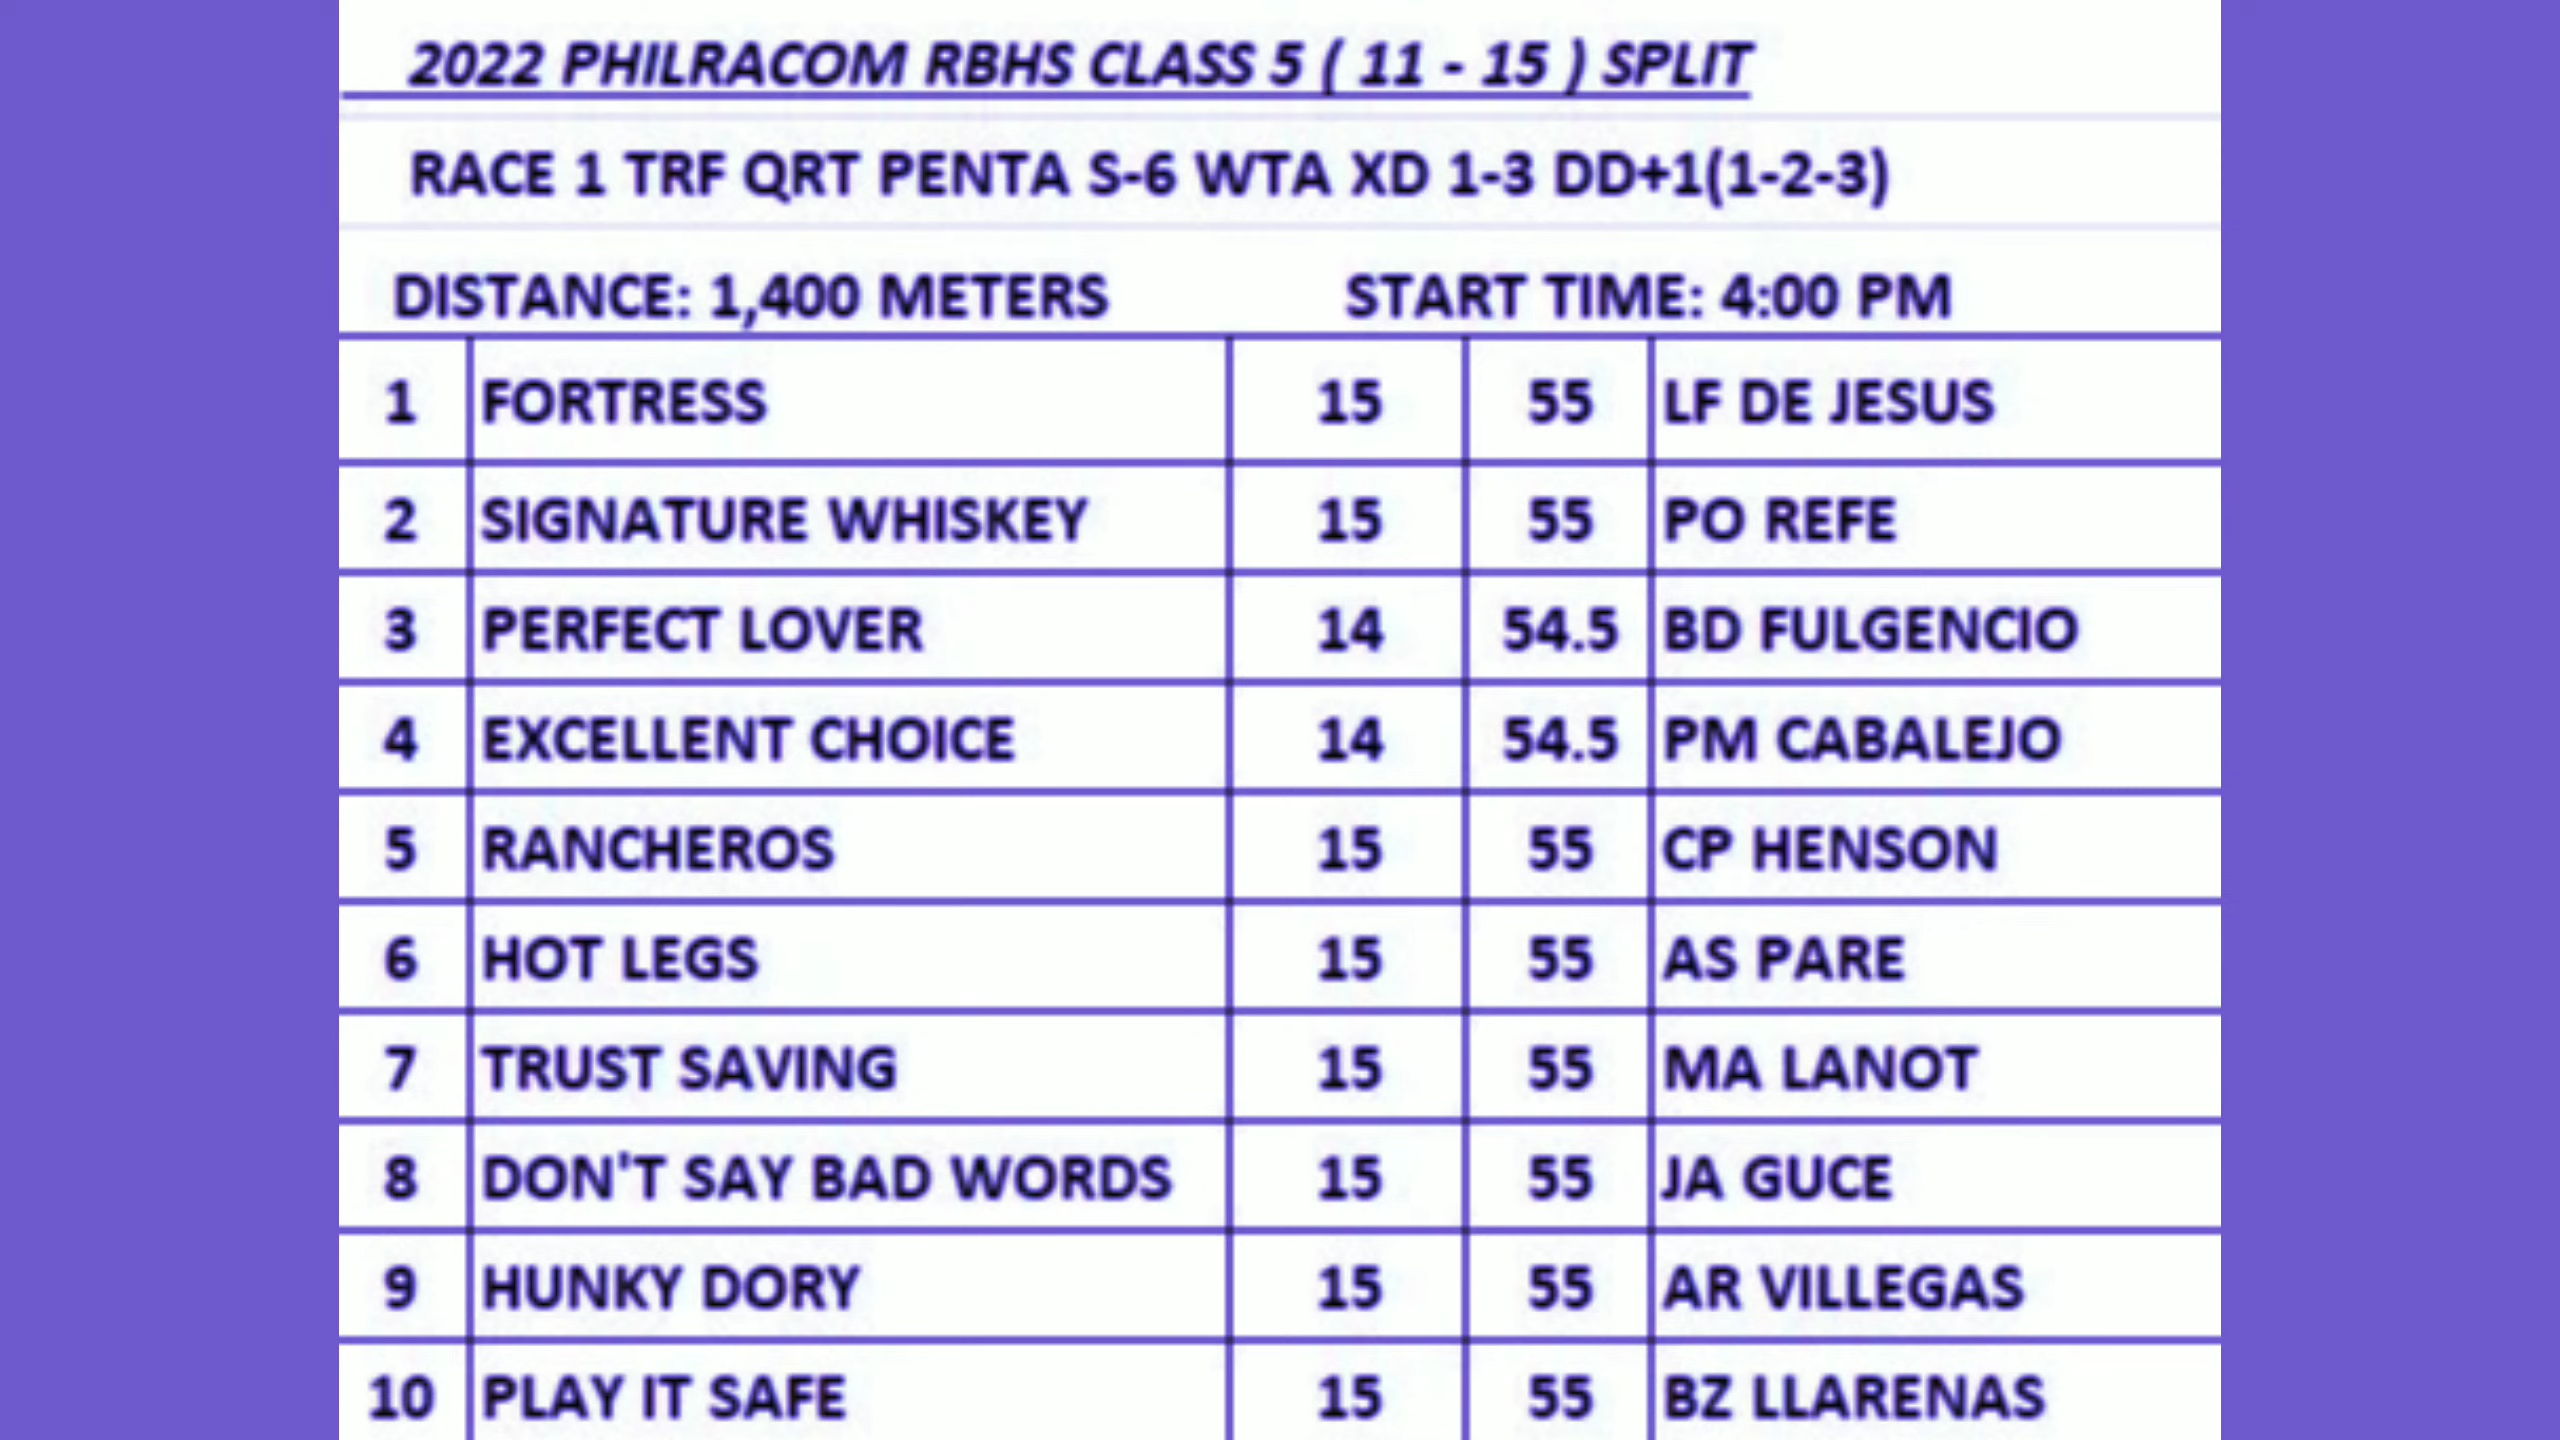 2022 PHILRACOM RBHS CLASS 5 ( 11 - 15 ) SPLIT
RACE 1 TRF QRT PENTA S-6 WTA XD 1-3 DD+1(1-2-3)
DISTANCE: 1,400 METERS START TIME: 4:00 PM
1 FORTRESS 15 55 LF DE JESUS
2 SIGNATURE WHISKEY 15 55 PO REFE
3 PERFECT LOVER 14 54.5 BD FULGENCIO
4 EXCELLENT CHOICE 14 54.5 PM CABALEJO
5 RANCHEROS 15 55 CP HENSON
6 HOT LEGS 15 55 AS PARE
7 TRUST SAVING 15 55 MA LANOT
8 DON'T SAY BAD WORDS 15 55 JA GUCE
9 HUNKY DORY 15 55 AR VILLEGAS
10 PLAY IT SAFE 15 55 BZ LLARENAS